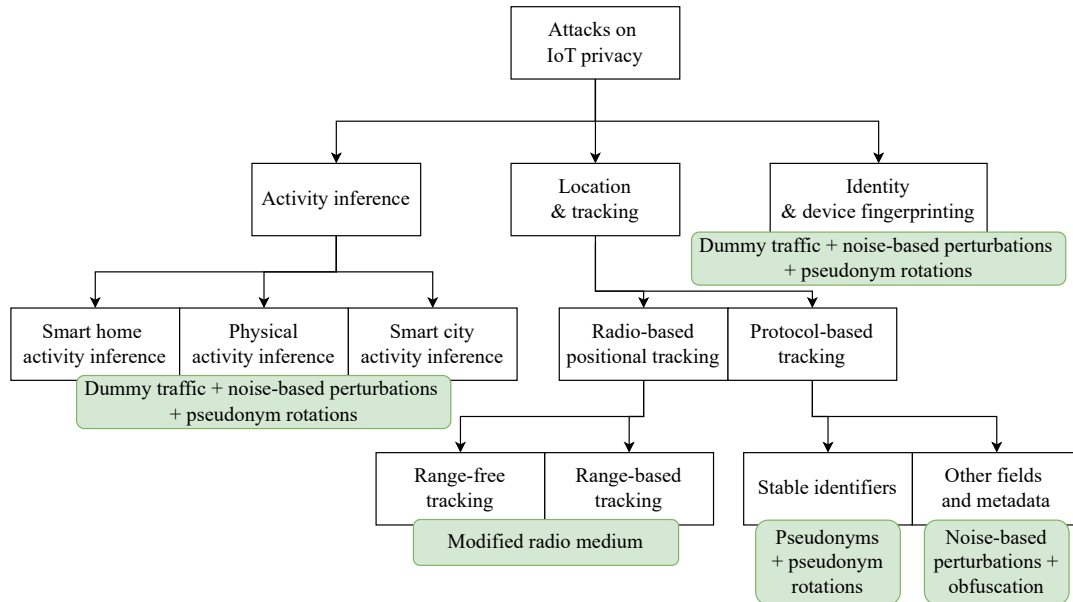 Attacks on
IoT privacy
Activity inference
Location
& tracking
Identity
& device fingerprinting
Dummy traffic + noise-based perturbations
+ pseudonym rotations
Smart home
activity inference
Physical
activity inference
Smart city
activity inference
Dummy traffic + noise-based perturbations
+ pseudonym rotations
Radio-based
positional tracking
Protocol-based
tracking
Range-free
tracking
Range-based
tracking
Modified radio medium
Stable identifiers
Pseudonyms
+ pseudonym
rotations
Other fields
and metadata
Noise-based
perturbations +
obfuscation